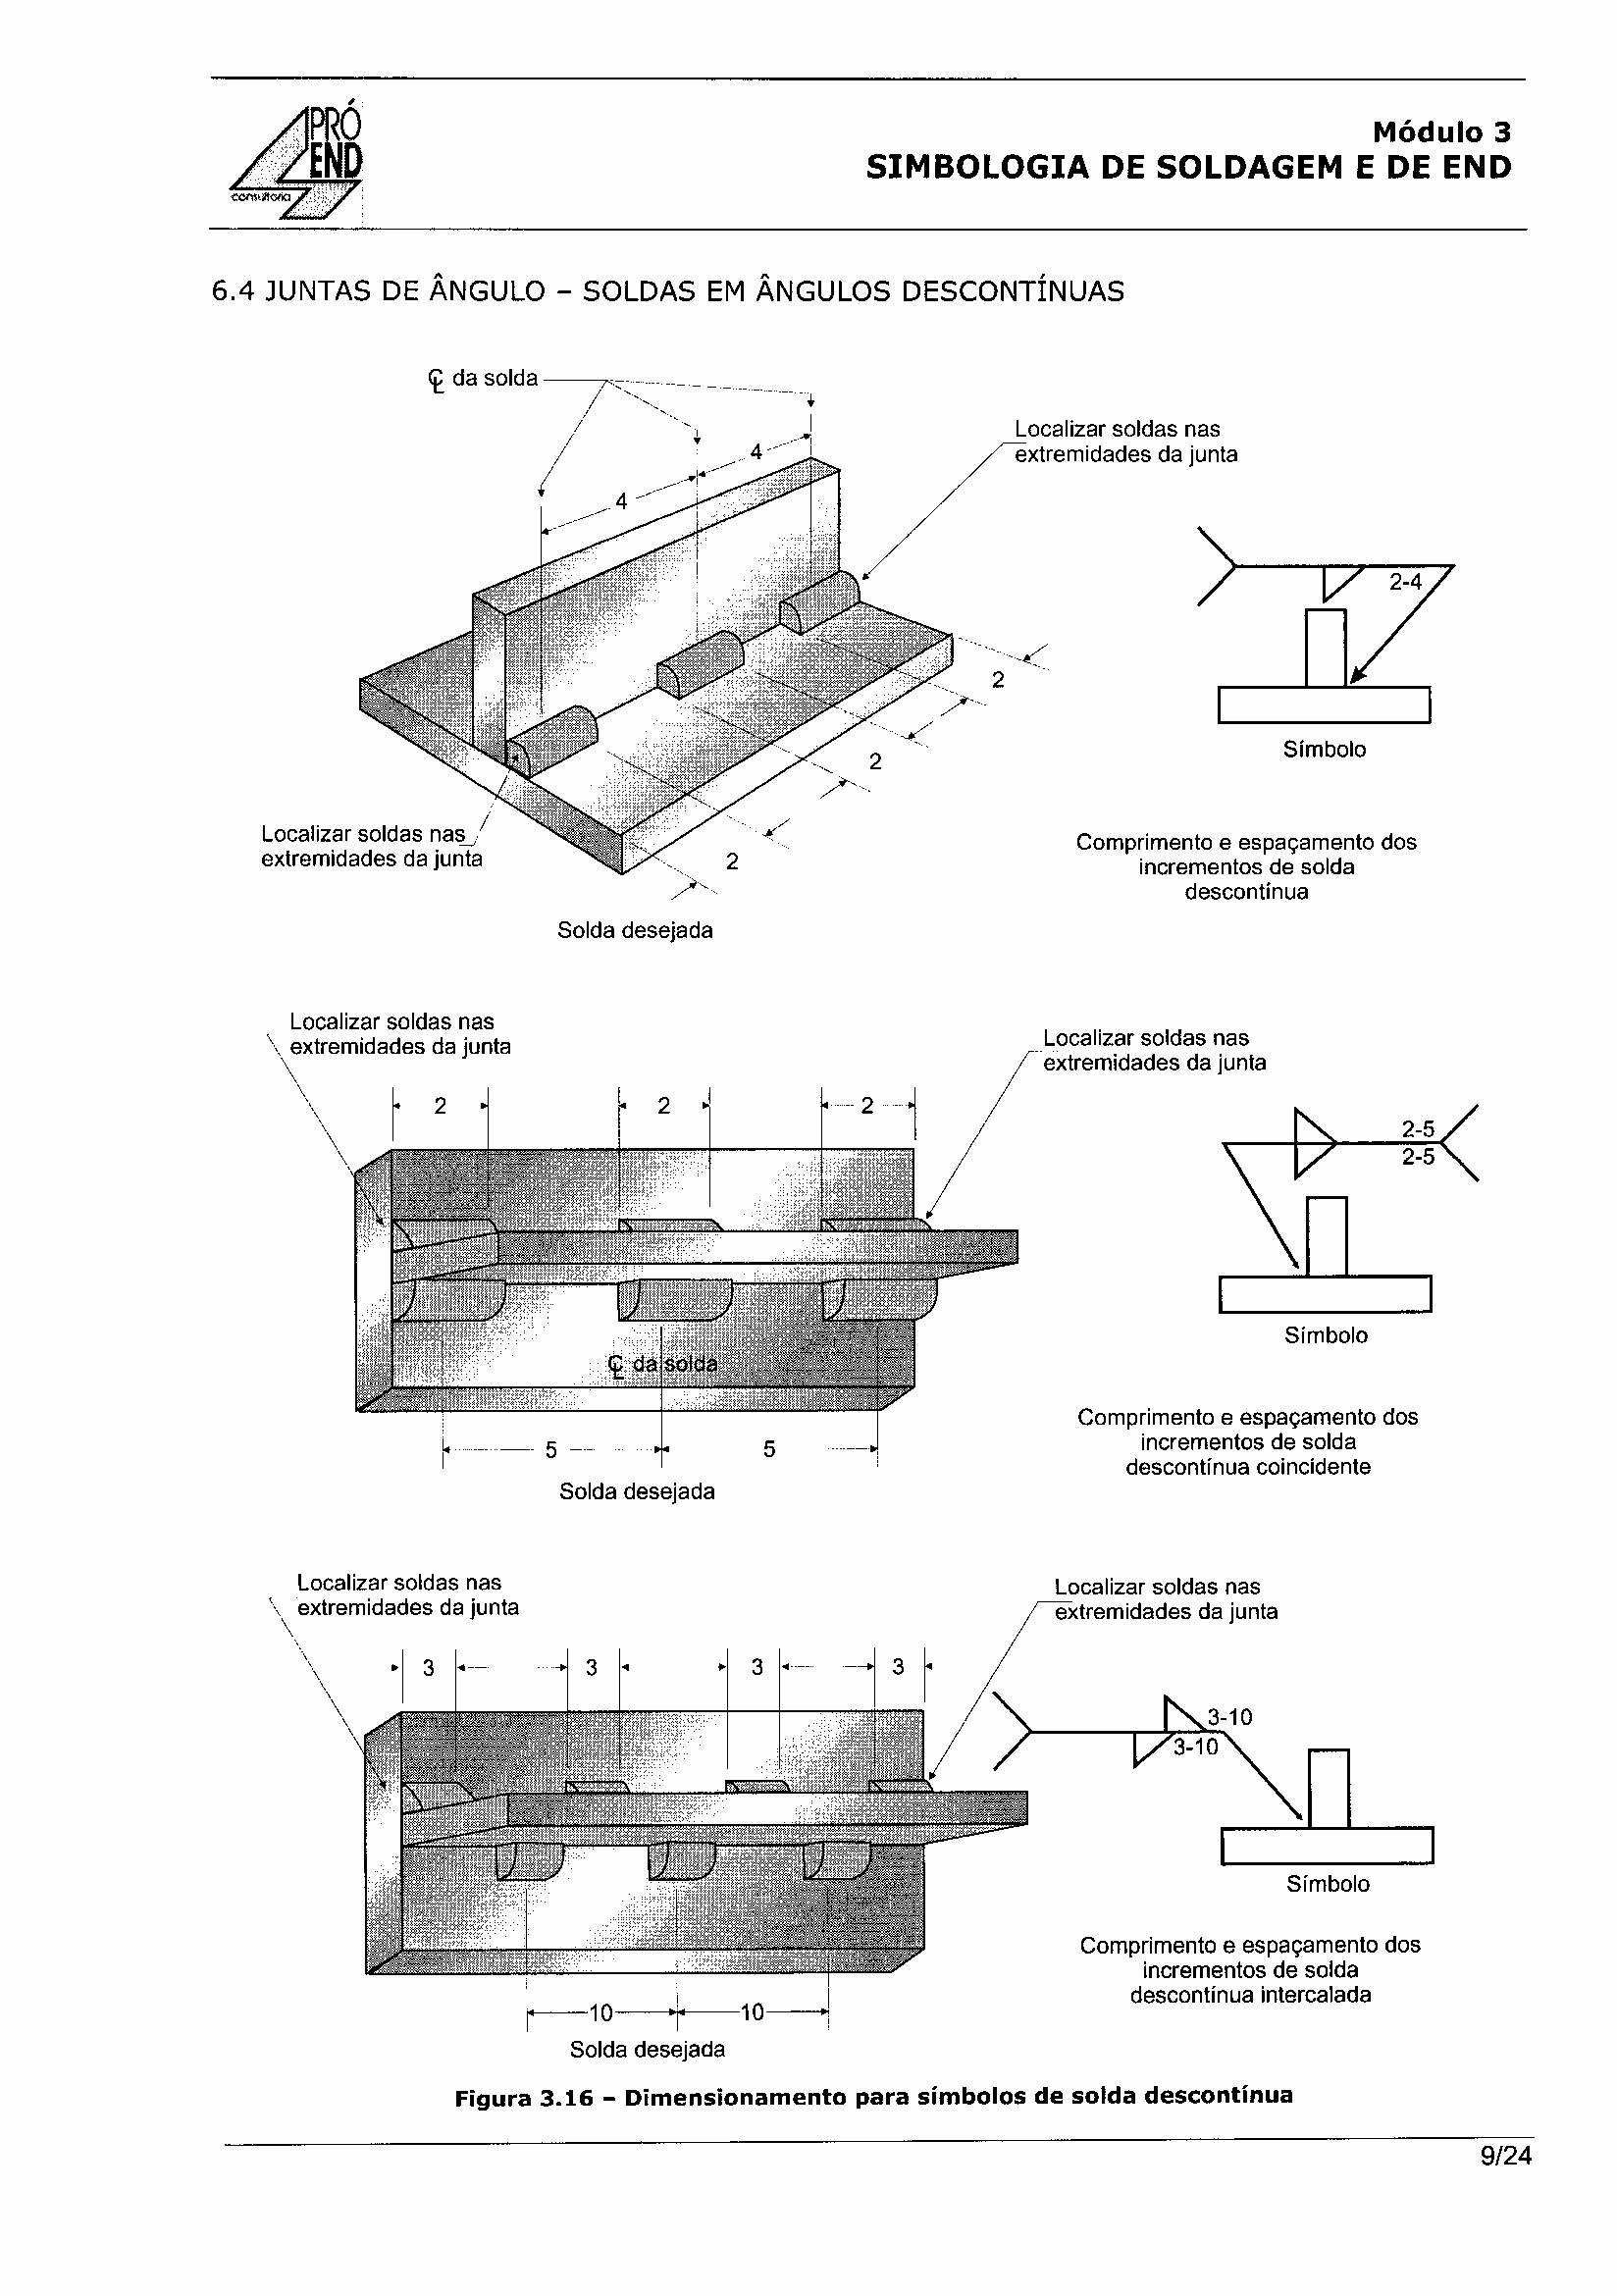 PRÓ
END
consultoria
Módulo 3
SIMBOLOGIA DE SOLDAGEM E DE END
6.4 JUNTAS DE ÂNGULO – SOLDAS EM ÂNGULOS DESCONTÍNUAS
℄ da solda
4
4
Localizar soldas nas
extremidades da junta
2-4
2
2
2
Símbolo
Localizar soldas nas
extremidades da junta
Comprimento e espaçamento dos
incrementos de solda
descontínua
Solda desejada
Localizar soldas nas
extremidades da junta
Localizar soldas nas
extremidades da junta
2
2
2
2-5
2-5
Símbolo
℄ da solda
5
5
Comprimento e espaçamento dos
incrementos de solda
descontínua coincidente
Solda desejada
Localizar soldas nas
extremidades da junta
Localizar soldas nas
extremidades da junta
3
3
3
3
3-10
3-10
Símbolo
Comprimento e espaçamento dos
incrementos de solda
descontínua intercalada
10
10
Solda desejada
Figura 3.16 – Dimensionamento para símbolos de solda descontínua
9/24